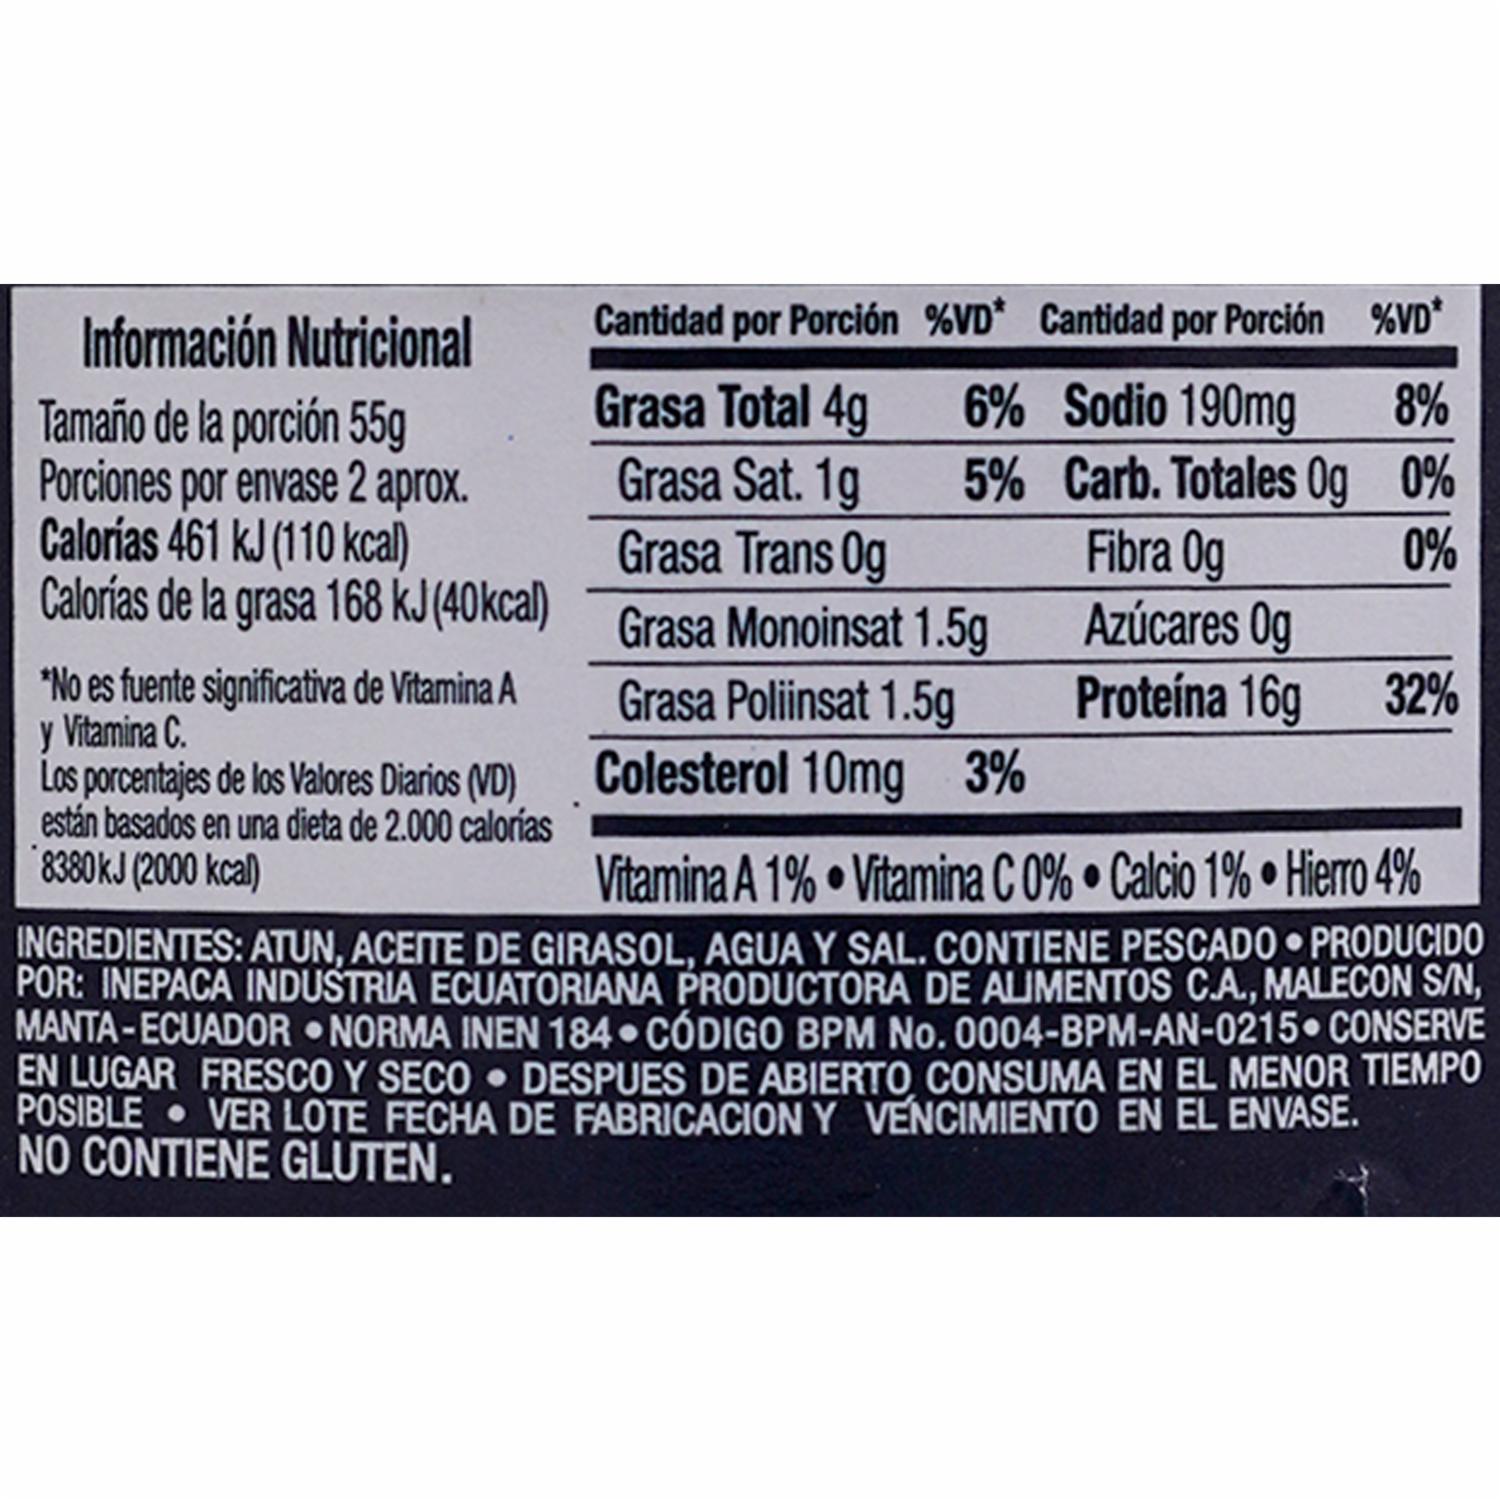 Información Nutricional
Tamaño de la porción 55g
Porciones por envase 2 aprox.
Calorías 461 kJ (110 kcal)
Calorías de la grasa 168 kJ (40kcal)
*No es fuente significativa de Vitamina A
y Vitamina C.
Los porcentajes de los Valores Diarios (VD)
están basados en una dieta de 2.000 calorías
8380kJ (2000 kcal)
Cantidad por Porción %VD* Cantidad por Porción %VD*
Grasa Total 4g 6% Sodio 190mg 8%
Grasa Sat. 1g 5% Carb. Totales 0g 0%
Grasa Trans 0g Fibra 0g 0%
Grasa Monoinsat 1.5g Azúcares 0g
Grasa Poliinsat 1.5g Proteína 16g 32%
Colesterol 10mg 3%
Vitamina A 1% • Vitamina C 0% • Calcio 1% • Hierro 4%
INGREDIENTES: ATUN, ACEITE DE GIRASOL, AGUA Y SAL. CONTIENE PESCADO • PRODUCIDO
POR: INEPACA INDUSTRIA ECUATORIANA PRODUCTORA DE ALIMENTOS C.A., MALECON S/N,
MANTA-ECUADOR • NORMA INEN 184 • CÓDIGO BPM No. 0004-BPM-AN-0215 • CONSERVE
EN LUGAR FRESCO Y SECO • DESPUES DE ABIERTO CONSUMA EN EL MENOR TIEMPO
POSIBLE • VER LOTE FECHA DE FABRICACION Y VENCIMIENTO EN EL ENVASE.
NO CONTIENE GLUTEN.